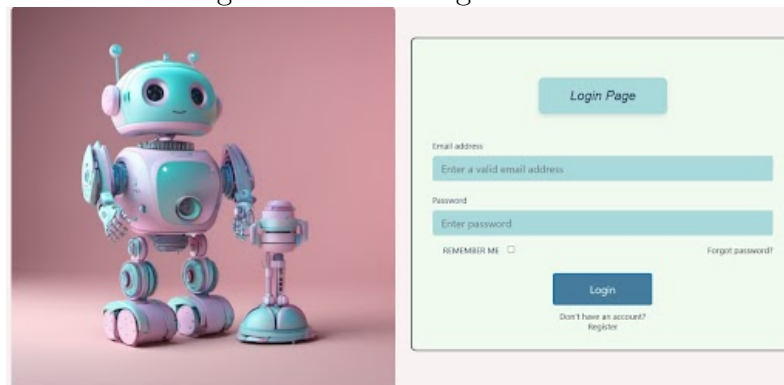 Login Page
Email address
Enter a valid email address
Password
Enter password
REMEMBER ME
Forgot password?
Login
Don't have an account?
Register